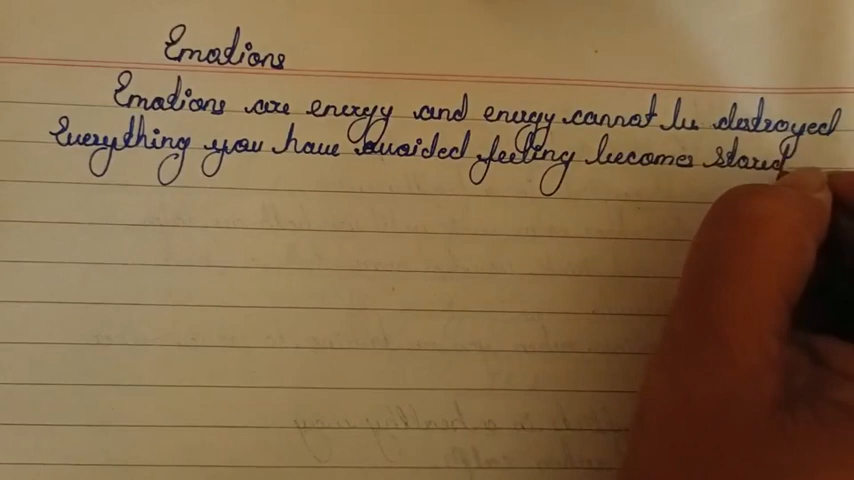 Emotions
Emotions are energy and energy cannot be destroyed
Everything you have avoided feeling becomes stored